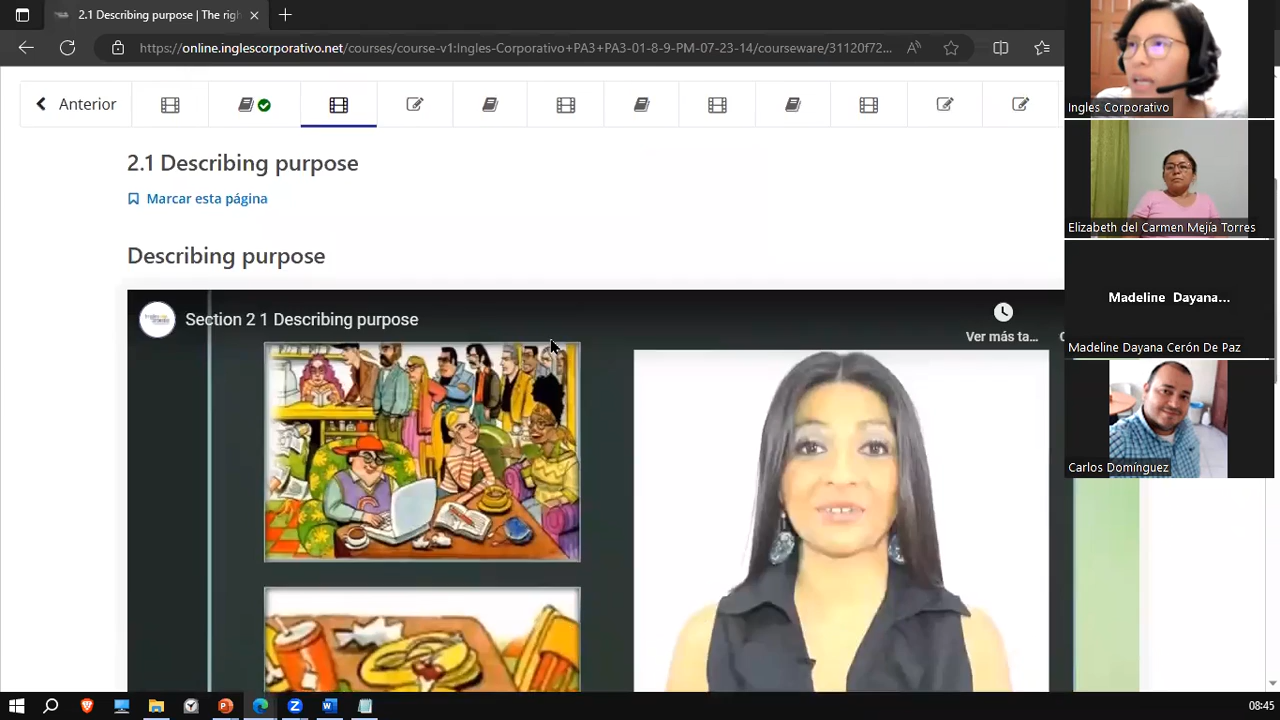 2.1 Describing purpose | The righ
https://online.inglescorporativo.net/courses/course-v1:Ingles-Corporativo+PA3+PA3-01-8-9-PM-07-23-14/courseware/31120f72...
Anterior
2.1 Describing purpose
Marcar esta página
Describing purpose
Section 2 1 Describing purpose
Ver más ta...
Ingles Corporativo
Elizabeth del Carmen Mejía Torres
Madeline Dayana...
Madeline Dayana Cerón De Paz
Carlos Domínguez
08:45